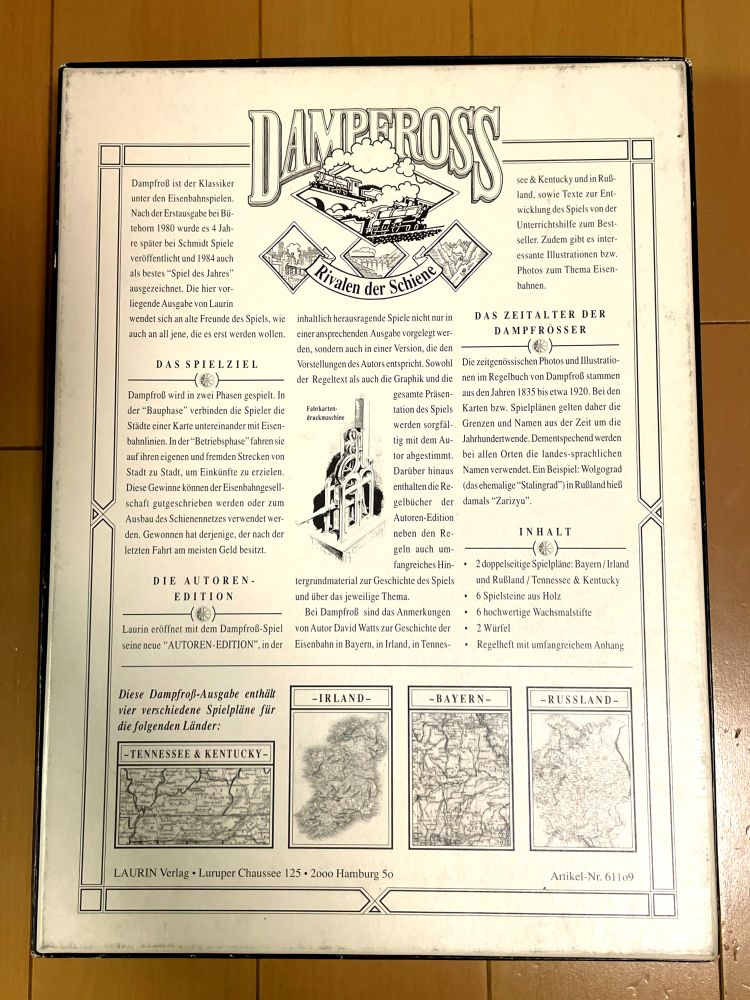 DAMPFROSS
Rivalen der Schiene
Dampfroß ist der Klassiker
unter den Eisenbahnspielen.
Nach der Erstausgabe bei Bü-
tehorn 1980 wurde es 4 Jah-
re später bei Schmidt Spiele
veröffentlicht und 1984 auch
als bestes "Spiel des Jahres"
ausgezeichnet. Die hier vor-
liegende Ausgabe von Laurin
wendet sich an alte Freunde des Spiels, wie
auch an all jene, die es erst werden wollen.
DAS SPIELZIEL
Dampfroß wird in zwei Phasen gespielt. In
der "Bauphase" verbinden die Spieler die
Städte einer Karte untereinander mit Eisen-
bahnlinien. In der "Betriebsphase" fahren sie
auf ihren eigenen und fremden Strecken von
Stadt zu Stadt, um Einkünfte zu erzielen.
Diese Gewinne können der Eisenbahngesell-
schaft gutgeschrieben werden oder zum
Ausbau des Schienennetzes verwendet wer-
den. Gewonnen hat derjenige, der nach der
letzten Fahrt am meisten Geld besitzt.
DIE AUTOREN-
EDITION
Laurin eröffnet mit dem Dampfroß-Spiel
seine neue "AUTOREN-EDITION", in der
inhaltlich herausragende Spiele nicht nur in
einer ansprechenden Ausgabe vorgelegt wer-
den, sondern auch in einer Version, die den
Vorstellungen des Autors entspricht. Sowohl
der Regeltext als auch die Graphik und die
gesamte Präsen-
tation des Spiels
werden sorgfäl-
tig mit dem Au-
tor abgestimmt.
Darüber hinaus
enthalten die Re-
gelbücher der
Autoren-Edition
neben den Re-
geln auch um-
fangreiches Hin-
tergrundmaterial zur Geschichte des Spiels
und über das jeweilige Thema.
Bei Dampfroß sind das Anmerkungen
von Autor David Watts zur Geschichte der
Eisenbahn in Bayern, in Irland, in Tennes-
Fahrkarten-
druckmaschine
see & Kentucky und in Ruß-
land, sowie Texte zur Ent-
wicklung des Spiels von der
Unterrichtshilfe zum Best-
seller. Zudem gibt es inter-
essante Illustrationen bzw.
Photos zum Thema Eisen-
bahnen.
DAS ZEITALTER DER
DAMPFRÖSSER
Die zeitgenössischen Photos und Illustratio-
nen im Regelbuch von Dampfroß stammen
aus den Jahren 1835 bis etwa 1920. Bei den
Karten bzw. Spielplänen gelten daher die
Grenzen und Namen aus der Zeit um die
Jahrhundertwende. Dementspechend werden
bei allen Orten die landes-sprachlichen
Namen verwendet. Ein Beispiel: Wolgograd
(das ehemalige "Stalingrad") in Rußland hieß
damals "Zarizyu".
INHALT
• 2 doppelseitige Spielpläne: Bayern / Irland
und Rußland / Tennessee & Kentucky
• 6 Spielsteine aus Holz
• 6 hochwertige Wachsmalstifte
• 2 Würfel
• Regelheft mit umfangreichem Anhang
Diese Dampfroß-Ausgabe enthält
vier verschiedene Spielpläne für
die folgenden Länder:
–TENNESSEE & KENTUCKY–
–IRLAND–
–BAYERN–
–RUSSLAND–
LAURIN Verlag • Luruper Chaussee 125 • 2000 Hamburg 50
Artikel-Nr. 61109